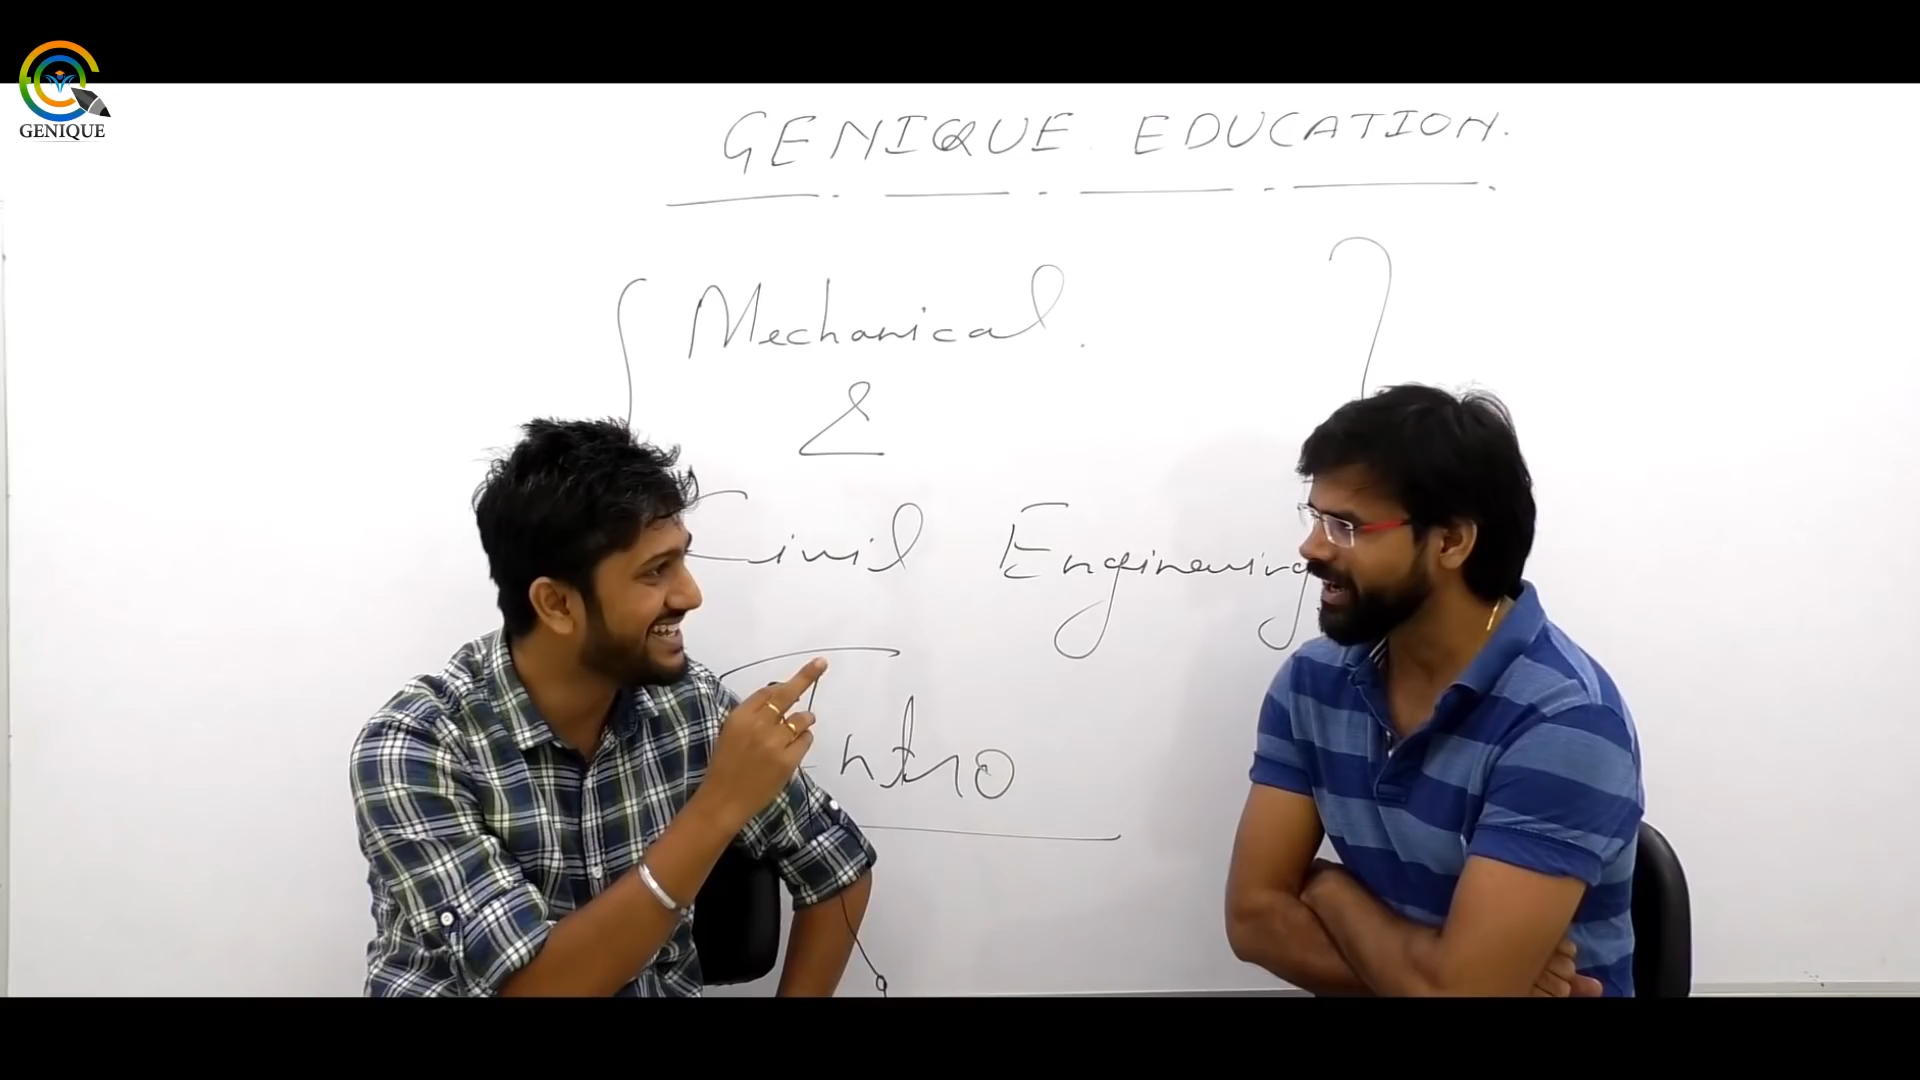 GENIQUE
GENIQUE EDUCATION.
Mechanical.
&
Civil Engineering
Intro